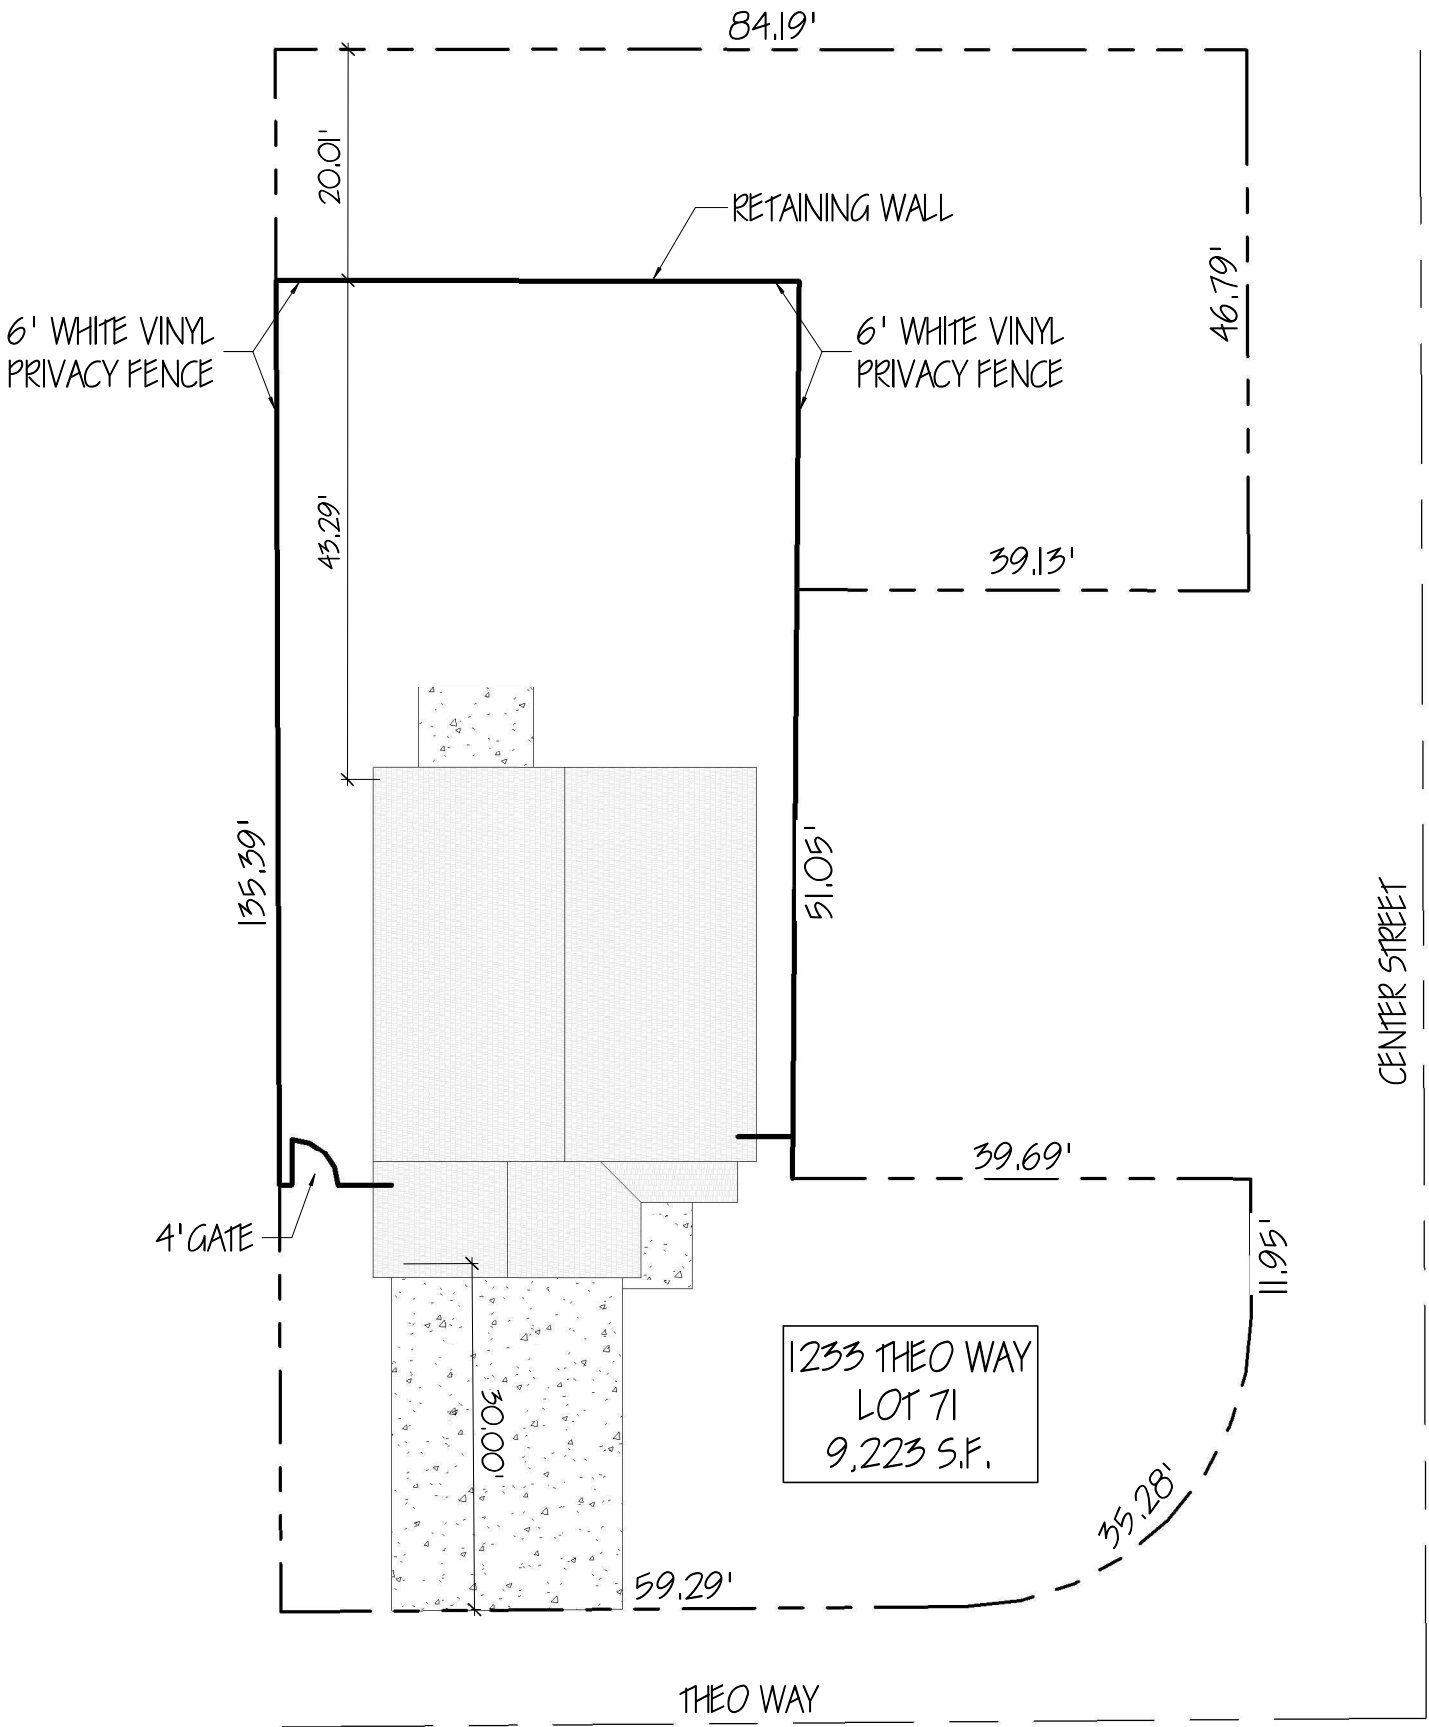 84.19'
20.01'
RETAINING WALL
46.79'
6' WHITE VINYL
PRIVACY FENCE
6' WHITE VINYL
PRIVACY FENCE
43.29'
39.13'
135.39'
51.05'
CENTER STREET
39.69'
4' GATE
11.95'
1233 THEO WAY
LOT 71
9,223 S.F.
30.00'
35.28'
59.29'
THEO WAY